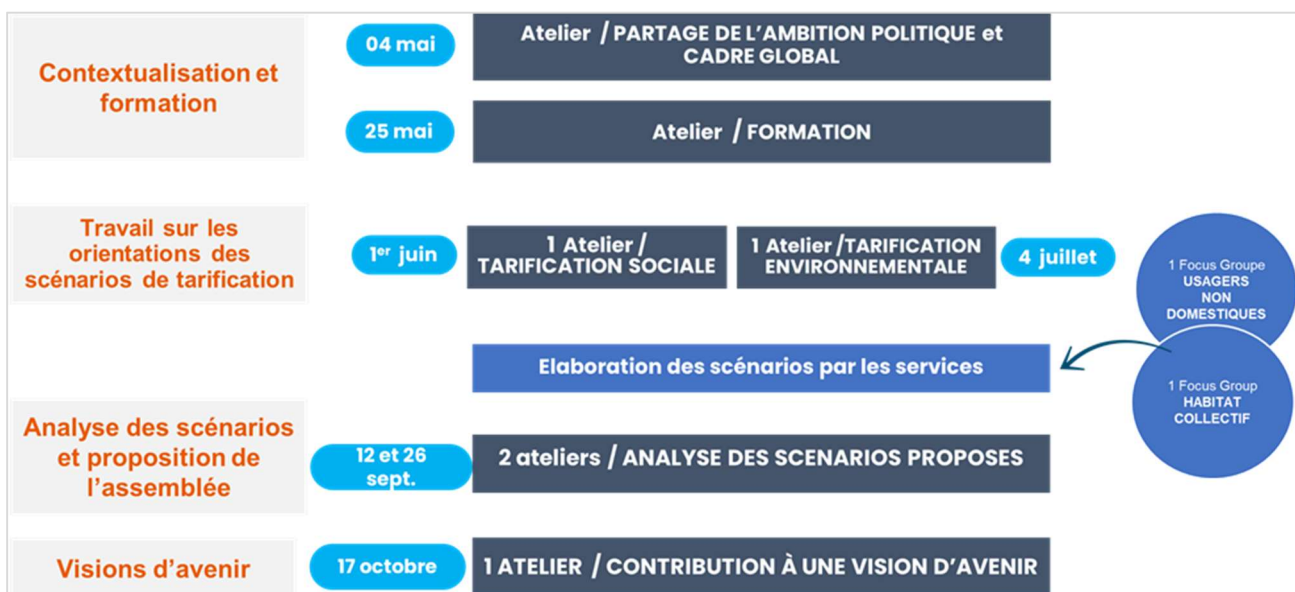 Contextualisation et
formation
04 mai
Atelier / PARTAGE DE L'AMBITION POLITIQUE et
CADRE GLOBAL
25 mai
Atelier / FORMATION
Travail sur les
orientations des
scénarios de tarification
1er juin
1 Atelier /
TARIFICATION SOCIALE
1 Atelier /TARIFICATION
ENVIRONNEMENTALE
4 juillet
1 Focus Groupe
USAGERS
NON
DOMESTIQUES
Elaboration des scénarios par les services
1 Focus Group
HABITAT
COLLECTIF
Analyse des scénarios
et proposition de
l'assemblée
12 et 26
sept.
2 ateliers / ANALYSE DES SCENARIOS PROPOSES
Visions d'avenir
17 octobre
1 ATELIER / CONTRIBUTION À UNE VISION D'AVENIR